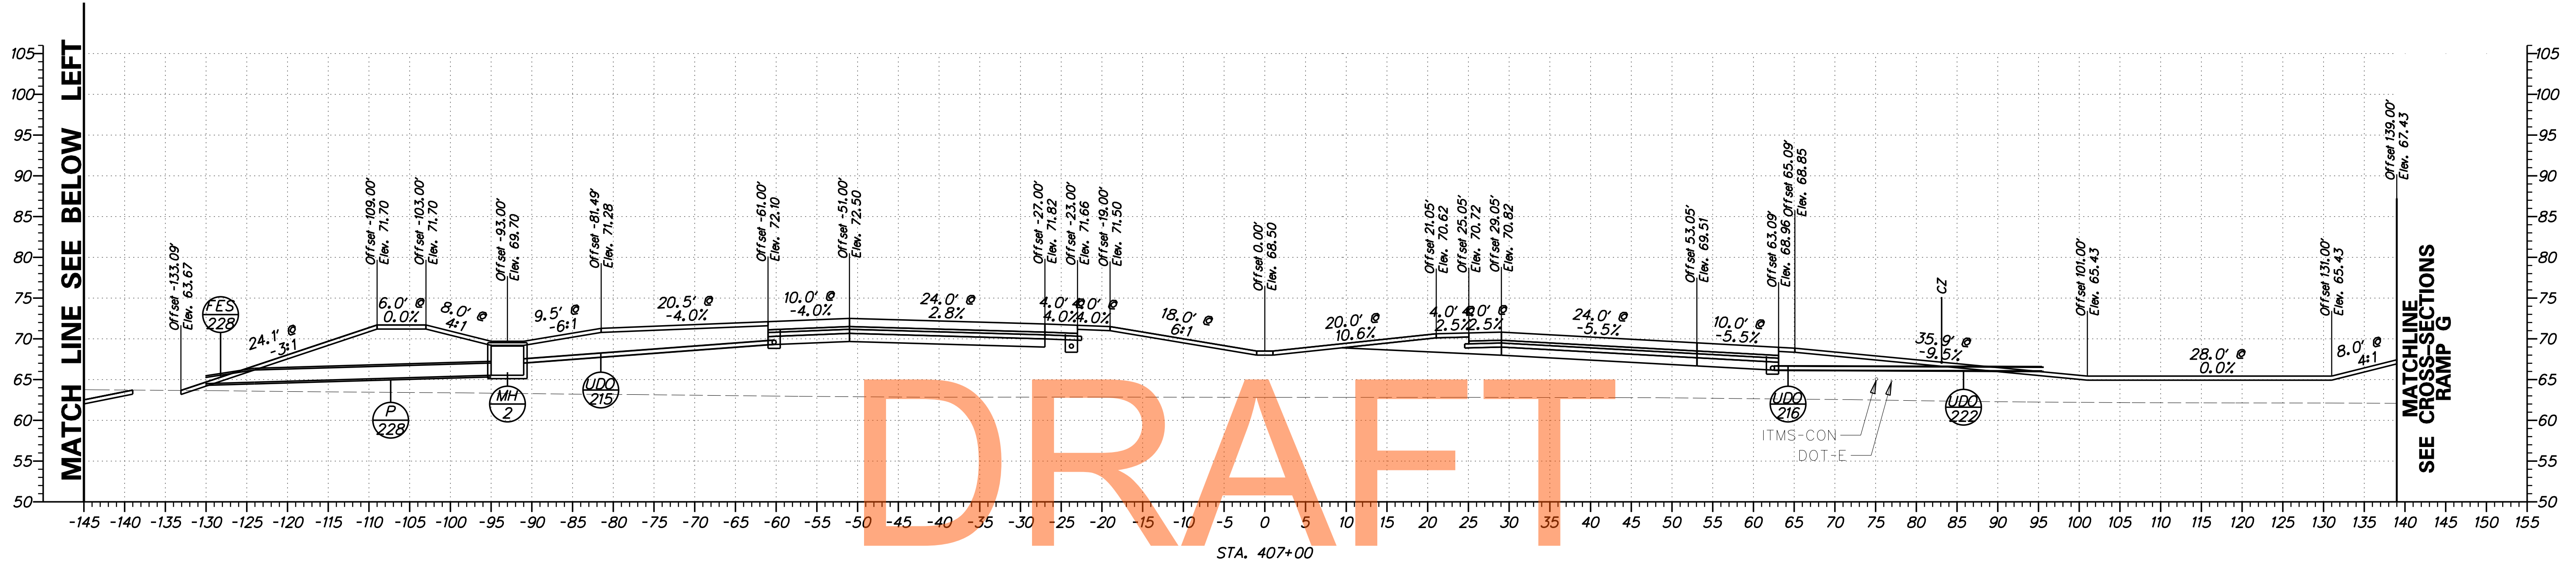 MATCH LINE SEE BELOW LEFT
105
100
95
90
85
80
75
70
65
60
55
50
Offset -133.09'
Elev. 63.67
FES
228
24.1' @
-3:1
Offset -109.00'
Elev. 71.70
6.0' @
0.0%
Offset -103.00'
Elev. 71.70
8.0' @
4:1
Offset -93.00'
Elev. 69.70
9.5' @
-6:1
Offset -81.49'
Elev. 71.28
20.5' @
-4.0%
Offset -61.00'
Elev. 72.10
10.0' @
-4.0%
Offset -51.00'
Elev. 72.50
24.0' @
2.8%
Offset -27.00'
Elev. 71.82
4.0' @
4.0%
Offset -23.00'
Elev. 71.66
4.0' @
4.0%
Offset -19.00'
Elev. 71.50
18.0' @
6:1
Offset 0.00'
Elev. 68.50
20.0' @
10.6%
Offset 21.05'
Elev. 70.62
4.0' @
2.5%
Offset 25.05'
Elev. 70.72
4.0' @
2.5%
Offset 29.05'
Elev. 70.82
24.0' @
-5.5%
Offset 53.05'
Elev. 69.51
10.0' @
-5.5%
Offset 63.09'
Elev. 68.96
Offset 65.09'
Elev. 68.85
CZ
35.9' @
-9.5%
Offset 101.00'
Elev. 65.43
28.0' @
0.0%
Offset 131.00'
Elev. 65.43
8.0' @
4:1
Offset 139.00'
Elev. 67.43
P
228
MH
2
UDO
215
UDO
216
UDO
222
ITMS-CON
DOT-E
DRAFT
MATCHLINE
SEE CROSS-SECTIONS
RAMP G
105
100
95
90
85
80
75
70
65
60
55
50
-145 -140 -135 -130 -125 -120 -115 -110 -105 -100 -95 -90 -85 -80 -75 -70 -65 -60 -55 -50 -45 -40 -35 -30 -25 -20 -15 -10 -5 0 5 10 15 20 25 30 35 40 45 50 55 60 65 70 75 80 85 90 95 100 105 110 115 120 125 130 135 140 145 150 155
STA. 407+00